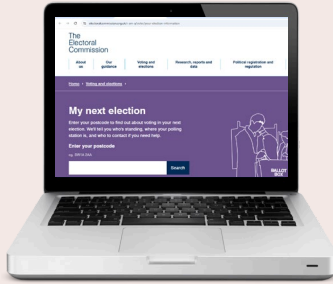 The
Electoral
Commission
About us
Our guidance
Voting and elections
Research, reports and data
Political registration and regulation
Home
Voting and elections
My next election
Enter your postcode to find out about voting in your next
election. We'll tell you who's standing, where your polling
station is, and who to contact if you need help.
Enter your postcode
Search
BALLOT
BOX